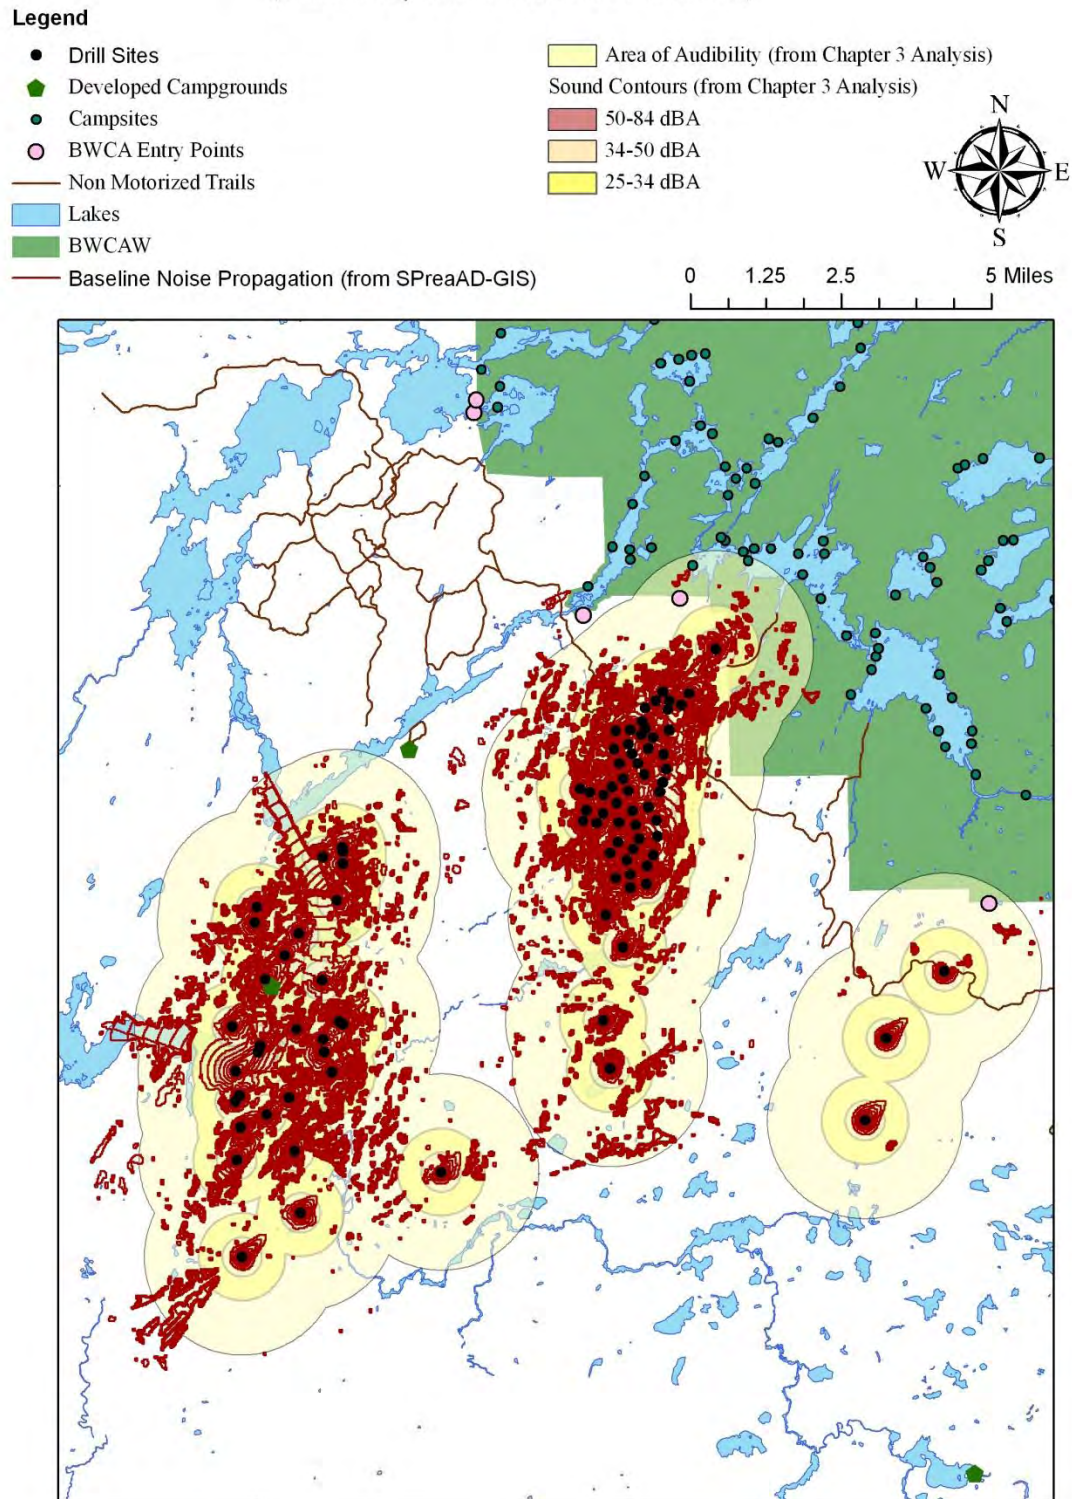 Legend
Drill Sites
Developed Campgrounds
Campsites
BWCA Entry Points
Non Motorized Trails
Lakes
BWCAW
Baseline Noise Propagation (from SPreaAD-GIS)
Area of Audibility (from Chapter 3 Analysis)
Sound Contours (from Chapter 3 Analysis)
50-84 dBA
34-50 dBA
25-34 dBA
N
W E
S
0 1.25 2.5 5 Miles